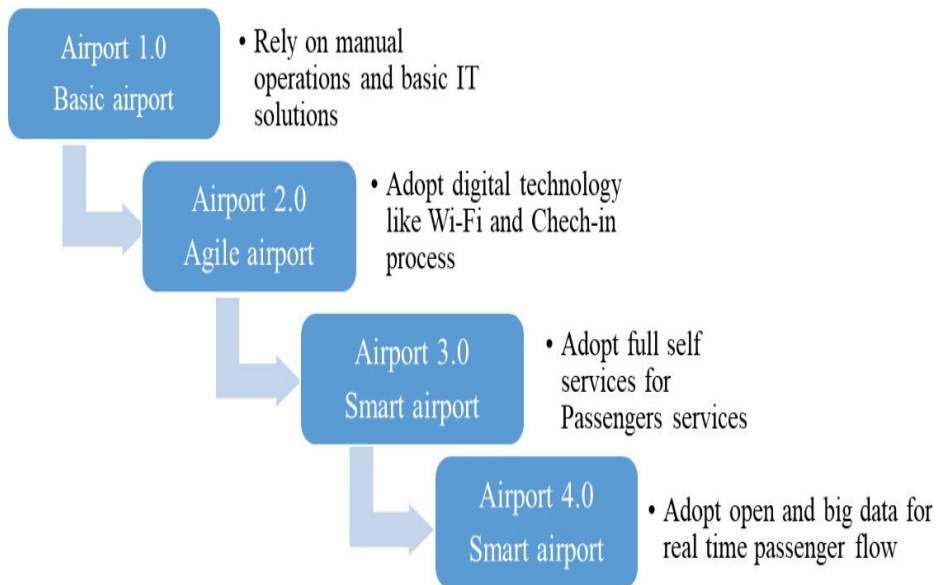 Airport 1.0
Basic airport
• Rely on manual
operations and basic IT
solutions
Airport 2.0
Agile airport
• Adopt digital technology
like Wi-Fi and Chech-in
process
Airport 3.0
Smart airport
• Adopt full self
services for
Passengers services
Airport 4.0
Smart airport
• Adopt open and big data for
real time passenger flow